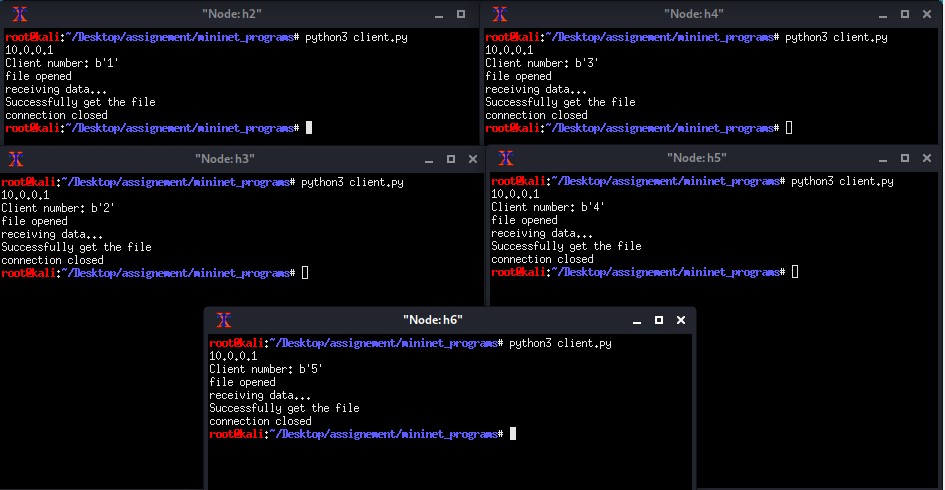 "Node: h2"
root@kali:~/Desktop/assignement/mininet_programs# python3 client.py
10.0.0.1
Client number: b'1'
file opened
receiving data...
Successfully get the file
connection closed
root@kali:~/Desktop/assignement/mininet_programs#
"Node: h4"
root@kali:~/Desktop/assignement/mininet_programs# python3 client.py
10.0.0.1
Client number: b'3'
file opened
receiving data...
Successfully get the file
connection closed
root@kali:~/Desktop/assignement/mininet_programs#
"Node: h3"
root@kali:~/Desktop/assignement/mininet_programs# python3 client.py
10.0.0.1
Client number: b'2'
file opened
receiving data...
Successfully get the file
connection closed
root@kali:~/Desktop/assignement/mininet_programs#
"Node: h5"
root@kali:~/Desktop/assignement/mininet_programs# python3 client.py
10.0.0.1
Client number: b'4'
file opened
receiving data...
Successfully get the file
connection closed
root@kali:~/Desktop/assignement/mininet_programs#
"Node: h6"
root@kali:~/Desktop/assignement/mininet_programs# python3 client.py
10.0.0.1
Client number: b'5'
file opened
receiving data...
Successfully get the file
connection closed
root@kali:~/Desktop/assignement/mininet_programs#